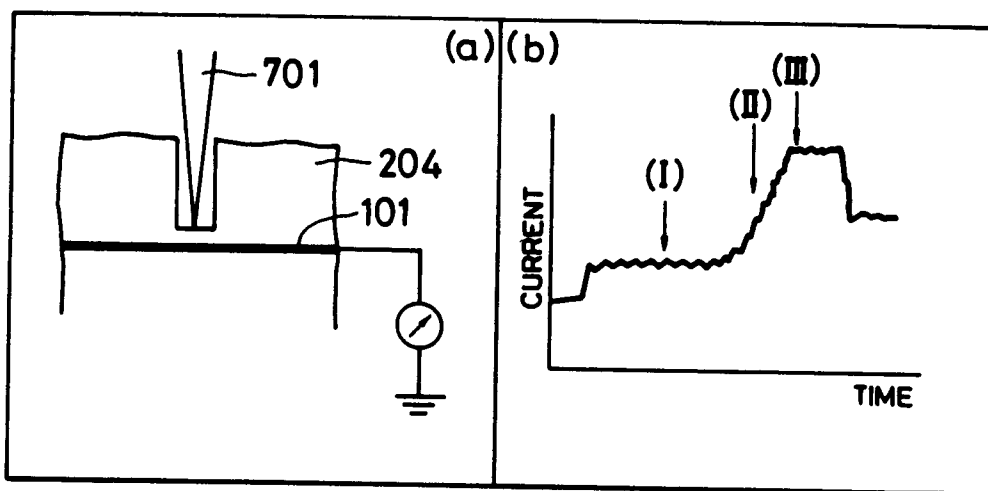 (a)
701
204
101
(b)
(III)
(II)
(I)
CURRENT
TIME